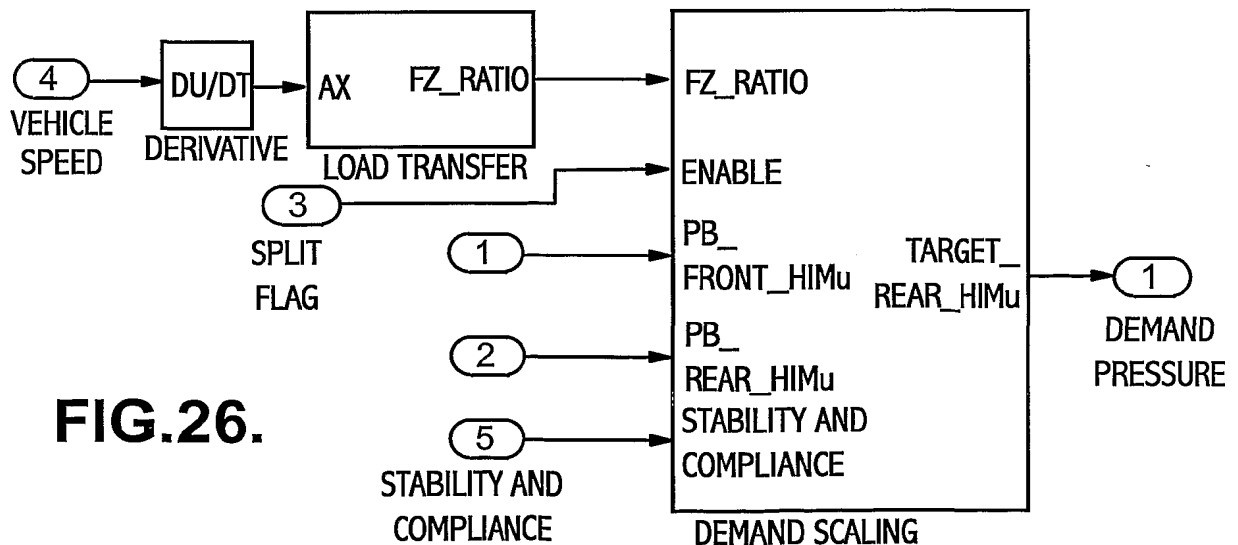 4
VEHICLE
SPEED
DU/DT
DERIVATIVE
AX
FZ_RATIO
LOAD TRANSFER
FZ_RATIO
3
SPLIT
FLAG
ENABLE
1
PB_
FRONT_HIMu
2
PB_
REAR_HIMu
5
STABILITY AND
COMPLIANCE
STABILITY AND
COMPLIANCE
TARGET_
REAR_HIMu
DEMAND SCALING
1
DEMAND
PRESSURE
FIG.26.